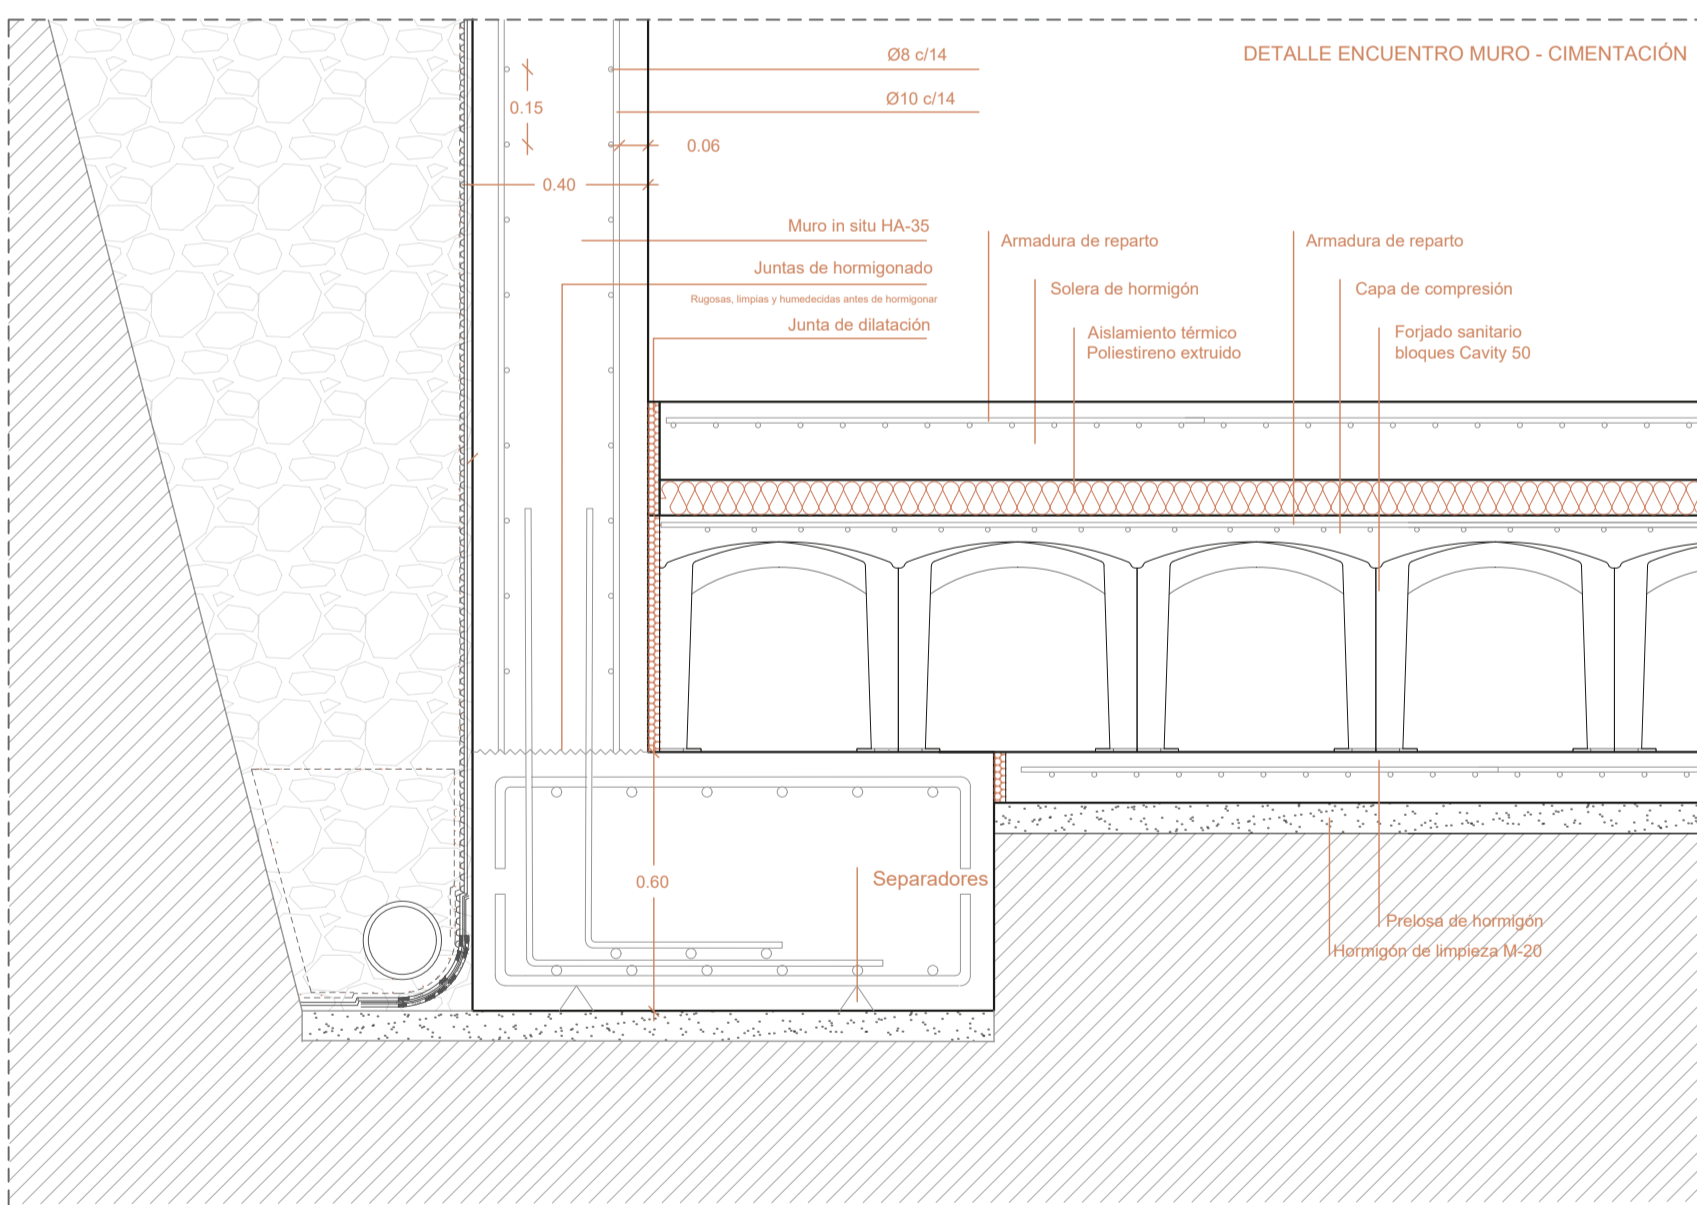 DETALLE ENCUENTRO MURO - CIMENTACIÓN
Ø8 c/14
Ø10 c/14
0.15
0.06
0.40
Muro in situ HA-35
Juntas de hormigonado
Rugosas, limpias y humedecidas antes de hormigonar
Junta de dilatación
Armadura de reparto
Solera de hormigón
Aislamiento térmico
Poliestireno extruido
Armadura de reparto
Capa de compresión
Forjado sanitario
bloques Cavity 50
0.60
Separadores
Prelosa de hormigón
Hormigón de limpieza M-20